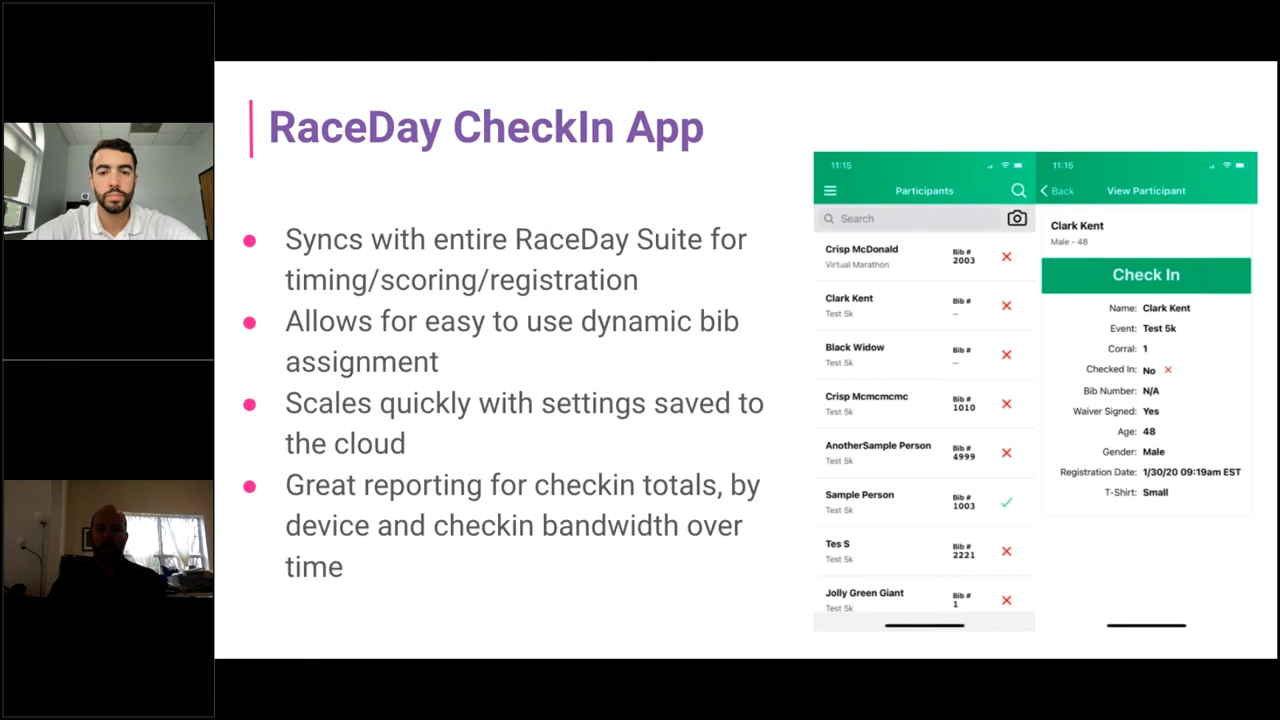 RaceDay CheckIn App
Syncs with entire RaceDay Suite for
timing/scoring/registration
Allows for easy to use dynamic bib
assignment
Scales quickly with settings saved to
the cloud
Great reporting for checkin totals, by
device and checkin bandwidth over
time
11:15
Participants
Search
Crisp McDonald
Virtual Marathon
Bib #
2003
Clark Kent
Test 5k
Bib #
—
Black Widow
Test 5k
Bib #
—
Crisp Mcmcmcmc
Test 5k
Bib #
1010
AnotherSample Person
Test 5k
Bib #
4999
Sample Person
Test 5k
Bib #
1003
Tes S
Test 5k
Bib #
2221
Jolly Green Giant
Test 5k
Bib #
1
11:15
Back
View Participant
Clark Kent
Male - 48
Check In
Name: Clark Kent
Event: Test 5k
Corral: 1
Checked In: No
Bib Number: N/A
Waiver Signed: Yes
Age: 48
Gender: Male
Registration Date: 1/30/20 09:19am EST
T-Shirt: Small